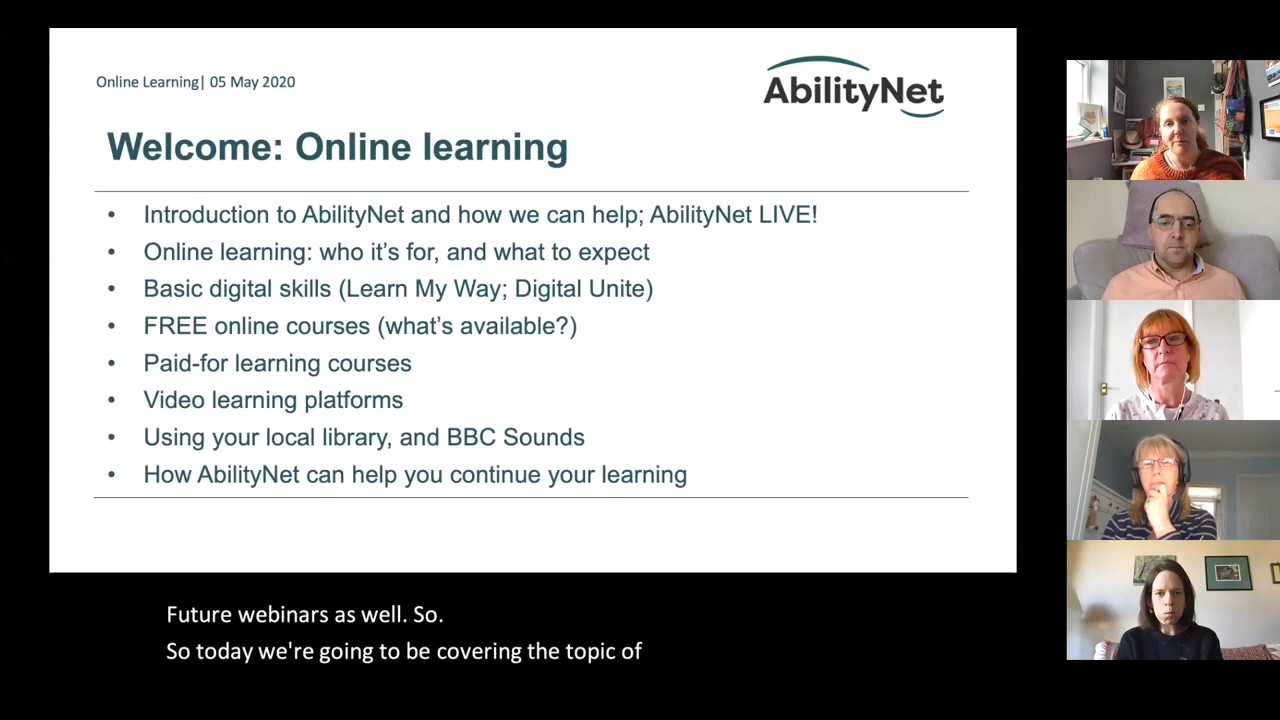 Online Learning| 05 May 2020
AbilityNet
Welcome: Online learning
• Introduction to AbilityNet and how we can help; AbilityNet LIVE!
• Online learning: who it’s for, and what to expect
• Basic digital skills (Learn My Way; Digital Unite)
• FREE online courses (what’s available?)
• Paid-for learning courses
• Video learning platforms
• Using your local library, and BBC Sounds
• How AbilityNet can help you continue your learning
Future webinars as well. So.
So today we're going to be covering the topic of